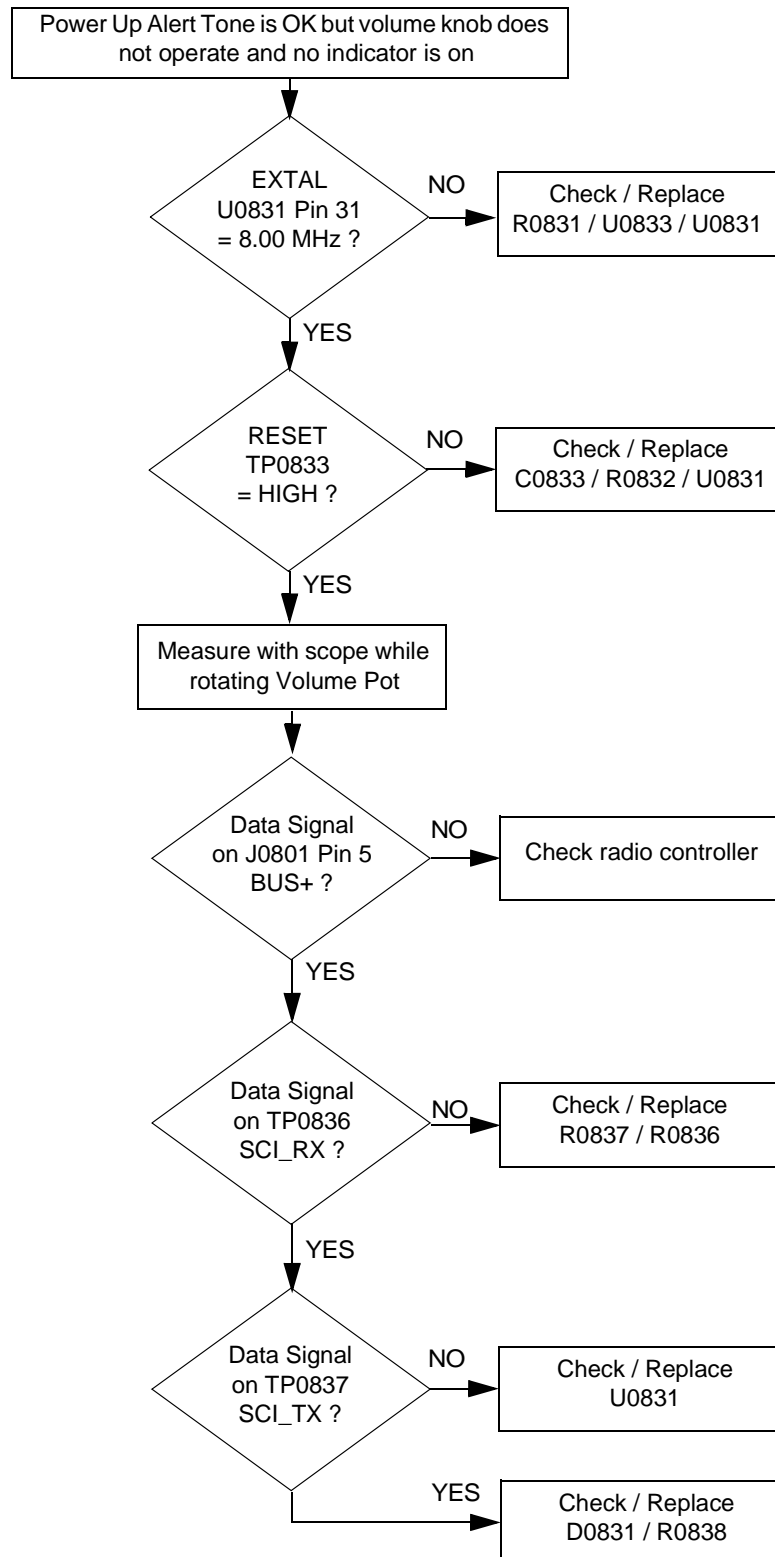 Power Up Alert Tone is OK but volume knob does
not operate and no indicator is on
EXTAL
U0831 Pin 31
= 8.00 MHz ?
NO
Check / Replace
R0831 / U0833 / U0831
YES
RESET
TP0833
= HIGH ?
NO
Check / Replace
C0833 / R0832 / U0831
YES
Measure with scope while
rotating Volume Pot
Data Signal
on J0801 Pin 5
BUS+ ?
NO
Check radio controller
YES
Data Signal
on TP0836
SCI_RX ?
NO
Check / Replace
R0837 / R0836
YES
Data Signal
on TP0837
SCI_TX ?
NO
Check / Replace
U0831
YES
Check / Replace
D0831 / R0838